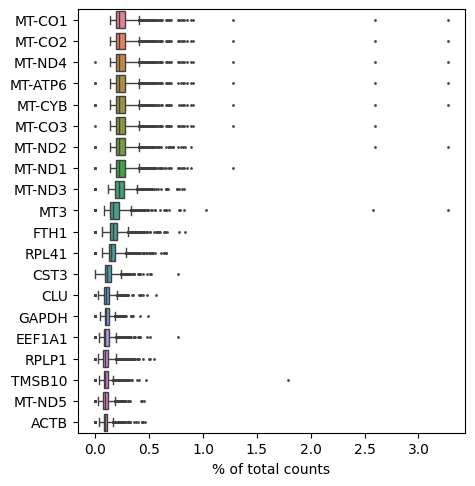 MT-CO1
MT-CO2
MT-ND4
MT-ATP6
MT-CYB
MT-CO3
MT-ND2
MT-ND1
MT-ND3
MT3
FTH1
RPL41
CST3
CLU
GAPDH
EEF1A1
RPLP1
TMSB10
MT-ND5
ACTB
0.0 0.5 1.0 1.5 2.0 2.5 3.0
% of total counts